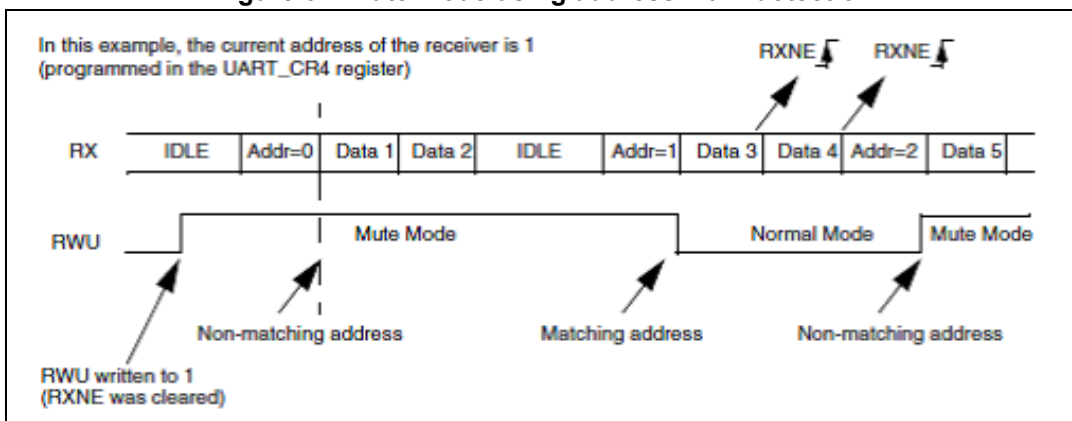 In this example, the current address of the receiver is 1
(programmed in the UART_CR4 register)
RXNE RXNE
RX IDLE Addr=0 Data 1 Data 2 IDLE Addr=1 Data 3 Data 4 Addr=2 Data 5
RWU Mute Mode Normal Mode Mute Mode
Non-matching address Matching address Non-matching address
RWU written to 1
(RXNE was cleared)